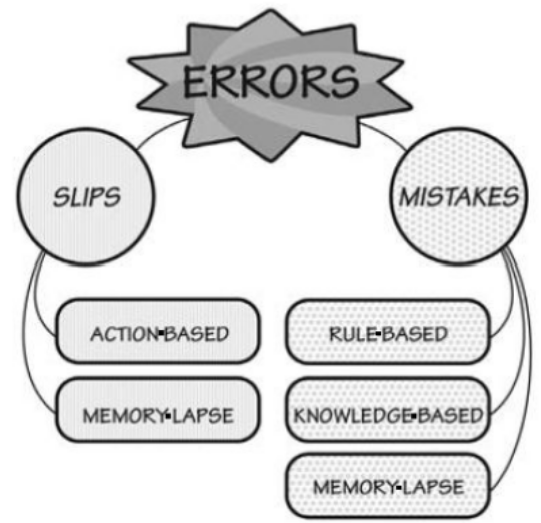 ERRORS
SLIPS
MISTAKES
ACTION-BASED
RULE-BASED
MEMORY-LAPSE
KNOWLEDGE-BASED
MEMORY-LAPSE